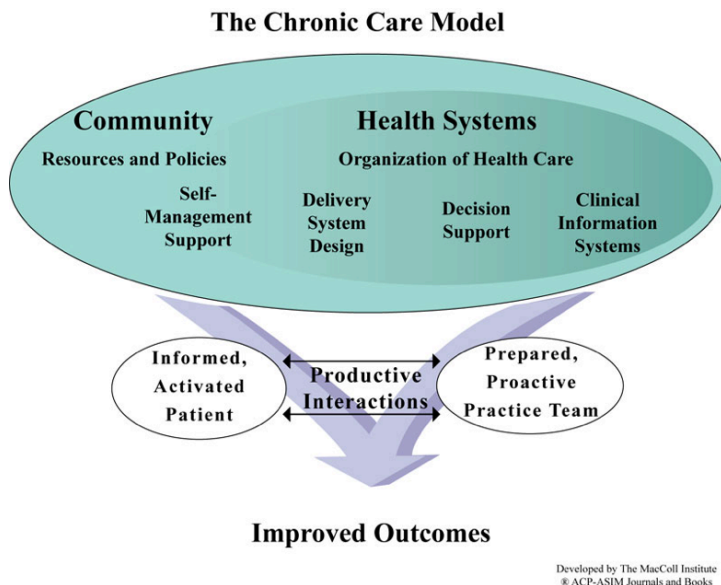 The Chronic Care Model
Community
Resources and Policies
Health Systems
Organization of Health Care
Self-
Management
Support
Delivery
System
Design
Decision
Support
Clinical
Information
Systems
Informed,
Activated
Patient
Productive
Interactions
Prepared,
Proactive
Practice Team
Improved Outcomes
Developed by The MacColl Institute
® ACP-ASIM Journals and Books